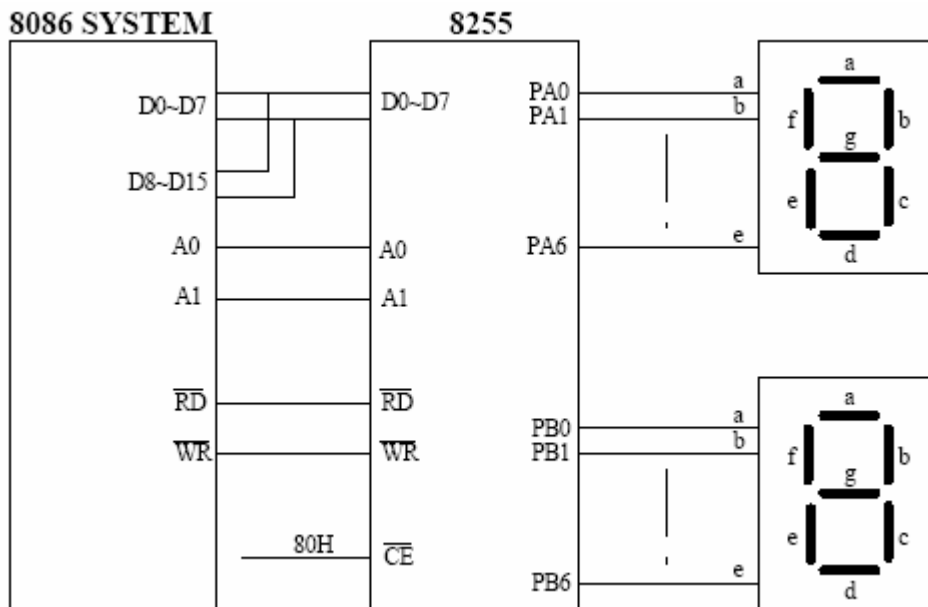 8086 SYSTEM
8255
D0~D7
D8~D15
A0
A1
RD
WR
80H
D0~D7
A0
A1
RD
WR
CE
PA0
PA1
PA6
PB0
PB1
PB6
a
b
e
a
f
b
g
e
c
d
a
b
e
a
f
b
g
e
c
d